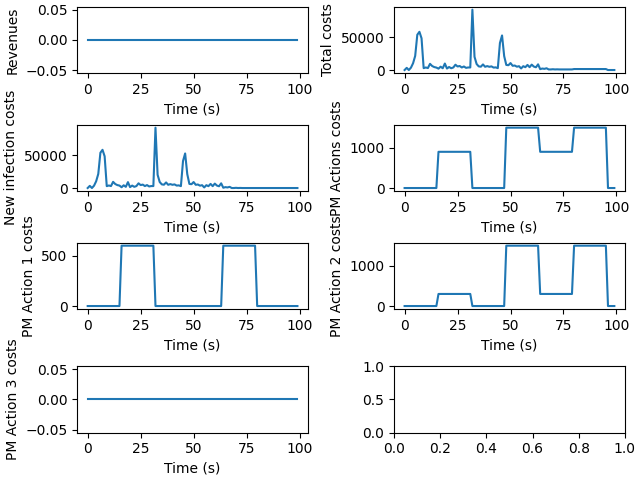 Revenues
0.05
0.00
−0.05
0 25 50 75 100
Time (s)
Total costs
50000
0
0 25 50 75 100
Time (s)
New infection costs
50000
0
0 25 50 75 100
Time (s)
PM Actions costs
1000
0
0 25 50 75 100
Time (s)
PM Action 1 costs
500
0
0 25 50 75 100
Time (s)
PM Action 2 costs
1000
0
0 25 50 75 100
Time (s)
PM Action 3 costs
0.05
0.00
−0.05
0 25 50 75 100
Time (s)
1.0
0.5
0.0
0.0 0.2 0.4 0.6 0.8 1.0